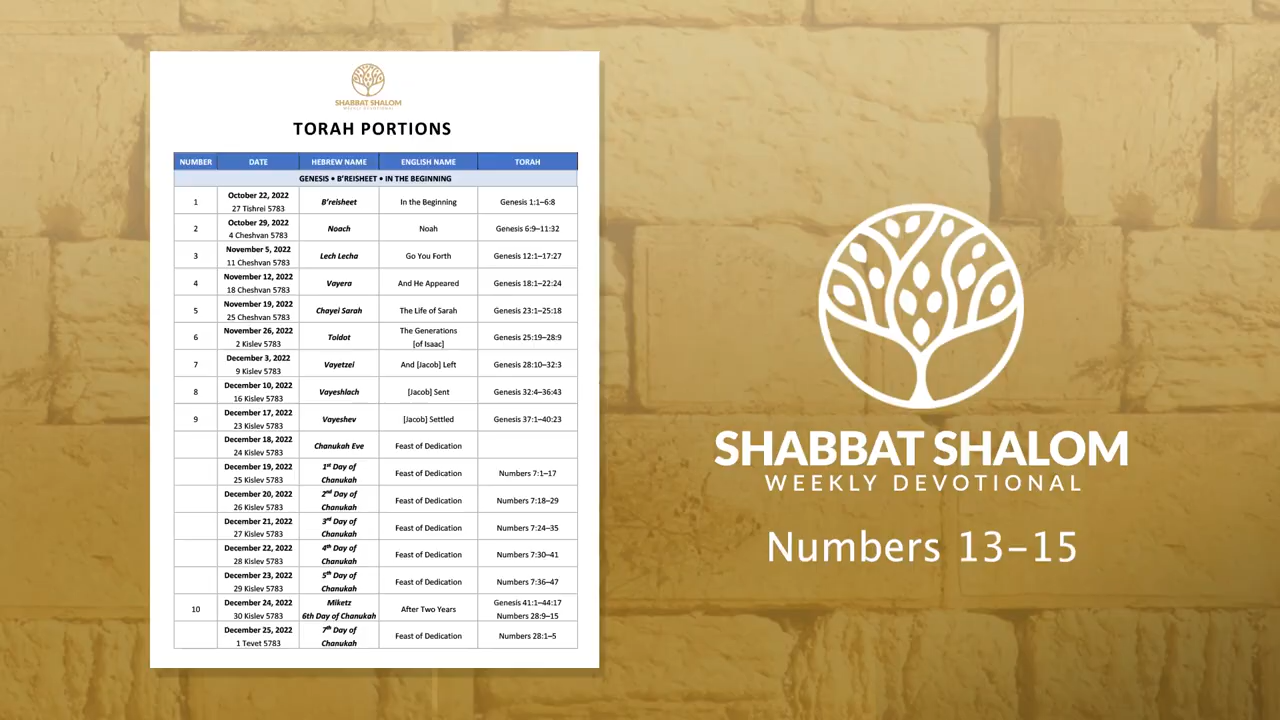 SHABBAT SHALOM
WEEKLY DEVOTIONAL
TORAH PORTIONS
NUMBER DATE HEBREW NAME ENGLISH NAME TORAH
GENESIS • B'REISHEET • IN THE BEGINNING
1 October 22, 2022 27 Tishrei 5783 B'reisheet In the Beginning Genesis 1:1–6:8
2 October 29, 2022 4 Cheshvan 5783 Noach Noah Genesis 6:9–11:32
3 November 5, 2022 11 Cheshvan 5783 Lech Lecha Go You Forth Genesis 12:1–17:27
4 November 12, 2022 18 Cheshvan 5783 Vayera And He Appeared Genesis 18:1–22:24
5 November 19, 2022 25 Cheshvan 5783 Chayei Sarah The Life of Sarah Genesis 23:1–25:18
6 November 26, 2022 2 Kislev 5783 Toldot The Generations [of Isaac] Genesis 25:19–28:9
7 December 3, 2022 9 Kislev 5783 Vayetzei And [Jacob] Left Genesis 28:10–32:3
8 December 10, 2022 16 Kislev 5783 Vayeshlach [Jacob] Sent Genesis 32:4–36:43
9 December 17, 2022 23 Kislev 5783 Vayeshev [Jacob] Settled Genesis 37:1–40:23
December 18, 2022 24 Kislev 5783 Chanukah Eve Feast of Dedication
December 19, 2022 25 Kislev 5783 1st Day of Chanukah Feast of Dedication Numbers 7:1–17
December 20, 2022 26 Kislev 5783 2nd Day of Chanukah Feast of Dedication Numbers 7:18–29
December 21, 2022 27 Kislev 5783 3rd Day of Chanukah Feast of Dedication Numbers 7:24–35
December 22, 2022 28 Kislev 5783 4th Day of Chanukah Feast of Dedication Numbers 7:30–41
December 23, 2022 29 Kislev 5783 5th Day of Chanukah Feast of Dedication Numbers 7:36–47
10 December 24, 2022 30 Kislev 5783 Miketz 6th Day of Chanukah After Two Years Genesis 41:1–44:17 Numbers 28:9–15
December 25, 2022 1 Tevet 5783 7th Day of Chanukah Feast of Dedication Numbers 28:1–5
SHABBAT SHALOM
WEEKLY DEVOTIONAL
Numbers 13–15